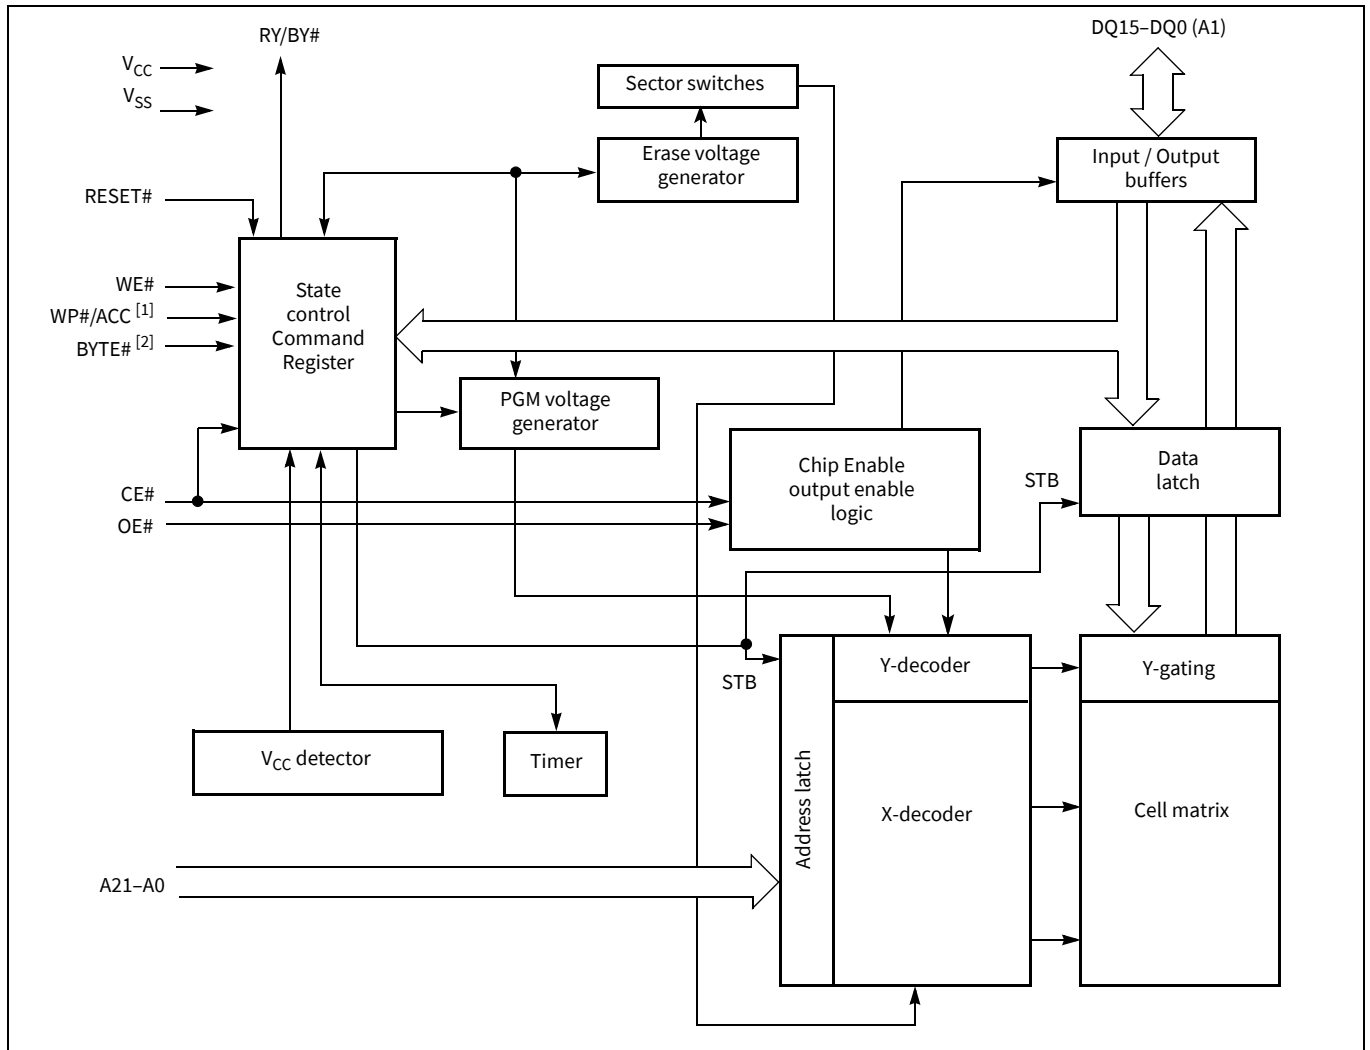 RY/BY#
DQ15–DQ0 (A1)
VCC
VSS
Sector switches
Erase voltage
generator
Input / Output
buffers
RESET#
WE#
WP#/ACC [1]
BYTE# [2]
State
control
Command
Register
PGM voltage
generator
Chip Enable
output enable
logic
STB
Data
latch
CE#
OE#
STB
Y-decoder
Y-gating
VCC detector
Timer
Address latch
X-decoder
Cell matrix
A21–A0